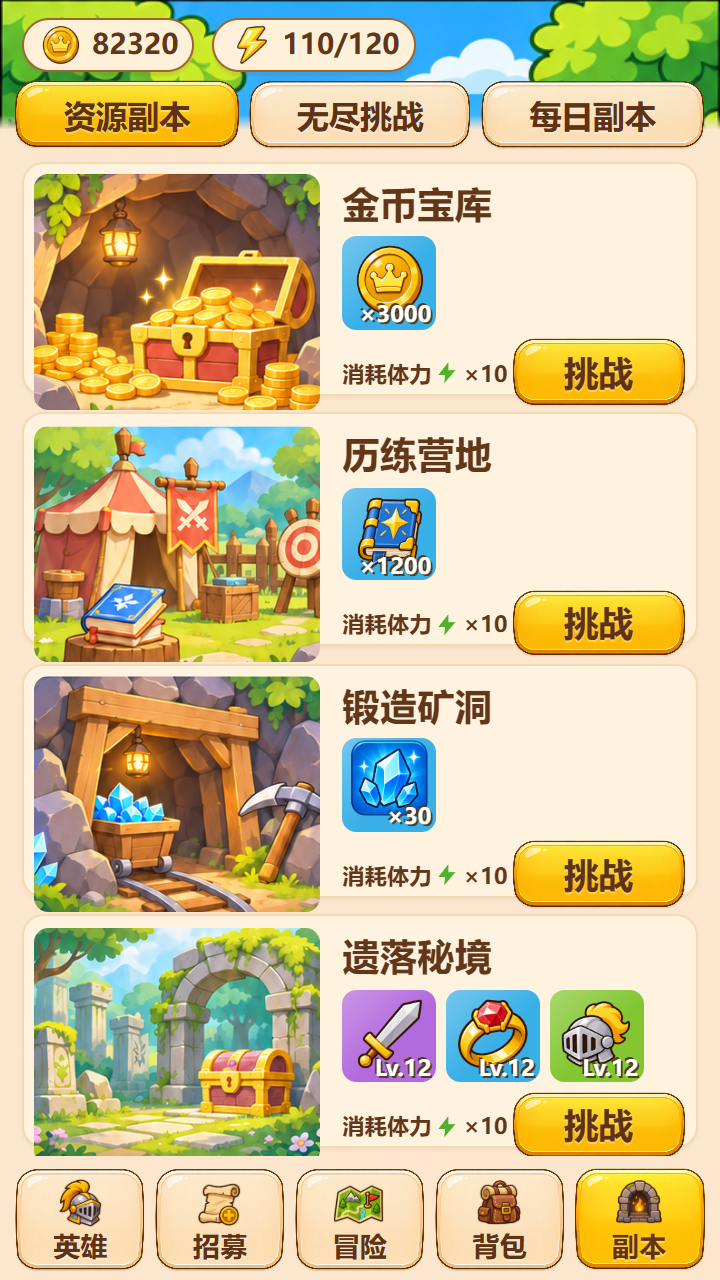 82320
110/120
资源副本
无尽挑战
每日副本
金币宝库
×3000
消耗体力 ×10
挑战
历练营地
×1200
消耗体力 ×10
挑战
锻造矿洞
×30
消耗体力 ×10
挑战
遗落秘境
Lv.12
Lv.12
Lv.12
消耗体力 ×10
挑战
英雄
招募
冒险
背包
副本